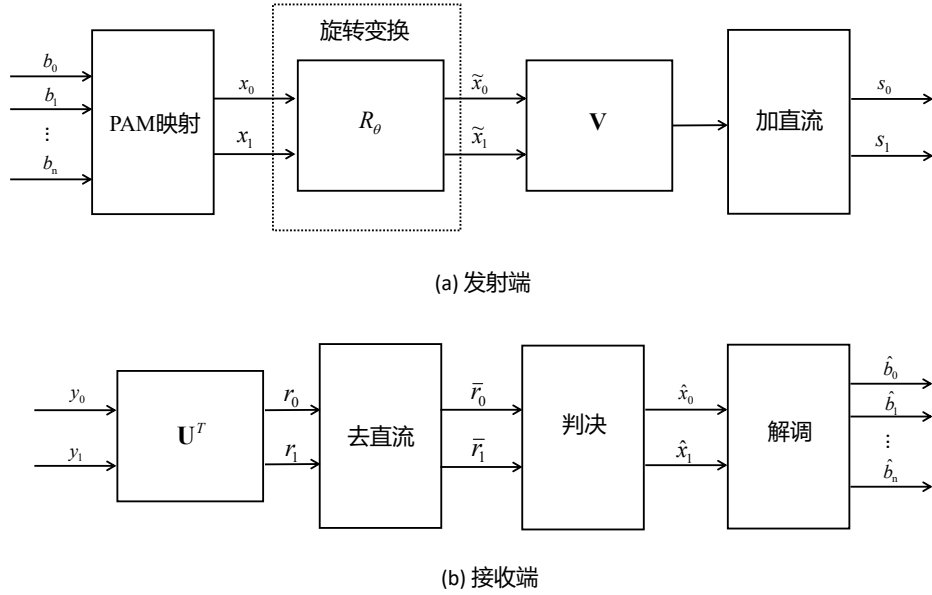 旋转变换
b₀
b₁
⋮
bₙ
PAM映射
x₀
x₁
R_θ
x̃₀
x̃₁
V
加直流
s₀
s₁
(a) 发射端
y₀
y₁
Uᵀ
r₀
r₁
去直流
r̄₀
r̄₁
判决
x̂₀
x̂₁
解调
b̂₀
b̂₁
⋮
b̂ₙ
(b) 接收端